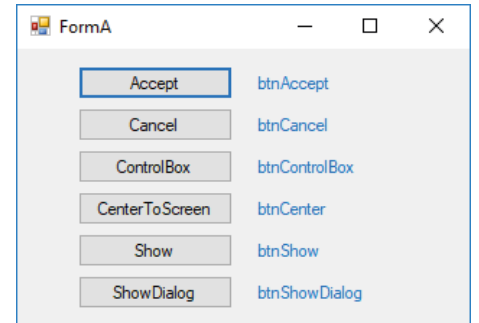 FormA
Accept btnAccept
Cancel btnCancel
ControlBox btnControlBox
CenterToScreen btnCenter
Show btnShow
ShowDialog btnShowDialog